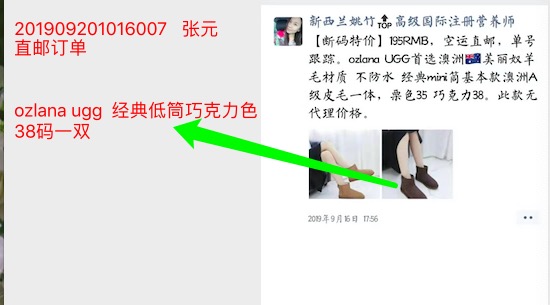 201909201016007 张元
直邮订单
ozlana ugg 经典低筒巧克力色
38码一双
新西兰姚竹TOP高级国际注册营养师
【断码特价】195RMB，空运直邮，单号
跟踪。ozlana UGG首选澳洲🇦🇺美丽奴羊
毛材质 不防水 经典mini筒基本款澳洲A
级皮毛一体，栗色35 巧克力38。此款无
代理价格。
2019年9月15日 17:56